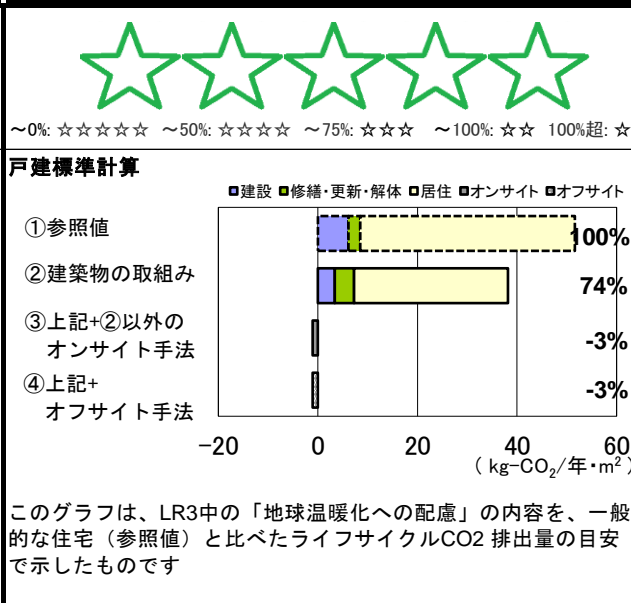 ～0%: ☆☆☆☆☆ ～50%: ☆☆☆☆ ～75%: ☆☆☆ ～100%: ☆☆ 100%超: ☆
戸建標準計算
■建設 ■修繕・更新・解体 ■居住 ■オンサイト ■オフサイト
①参照値
100%
②建築物の取組み
74%
③上記+②以外の
オンサイト手法
-3%
④上記+
オフサイト手法
-3%
-20 0 20 40 60
( kg-CO2/年・m2 )
このグラフは、LR3中の「地球温暖化への配慮」の内容を、一般
的な住宅（参照値）と比べたライフサイクルCO2 排出量の目安
で示したものです